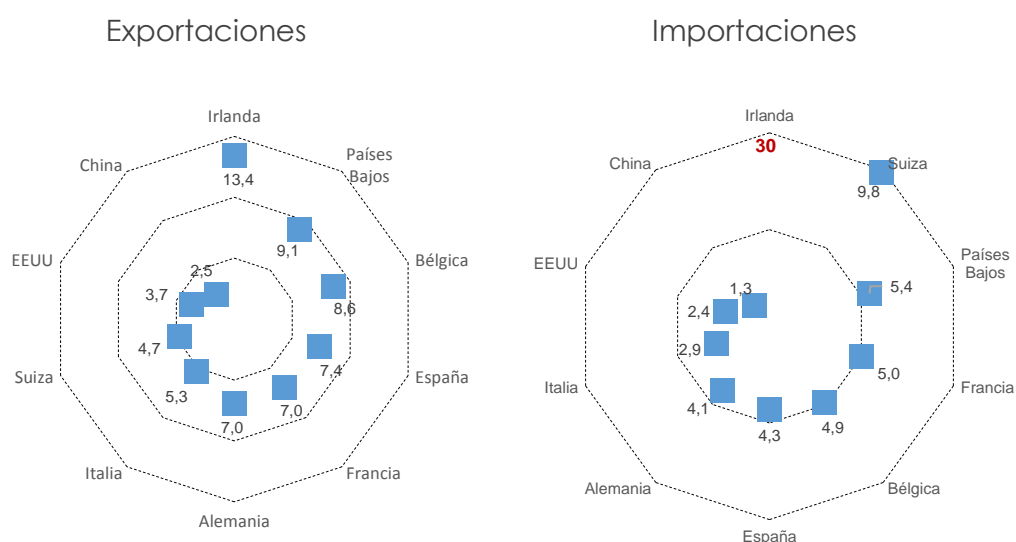 Exportaciones
Irlanda
Países
Bajos
Bélgica
España
Francia
Alemania
Italia
Suiza
EEUU
China
13,4
9,1
8,6
7,4
7,0
7,0
5,3
4,7
3,7
2,5
Importaciones
Irlanda
Suiza
Países
Bajos
Francia
Bélgica
España
Alemania
Italia
EEUU
China
30
9,8
5,4
5,0
4,9
4,3
4,1
2,9
2,4
1,3